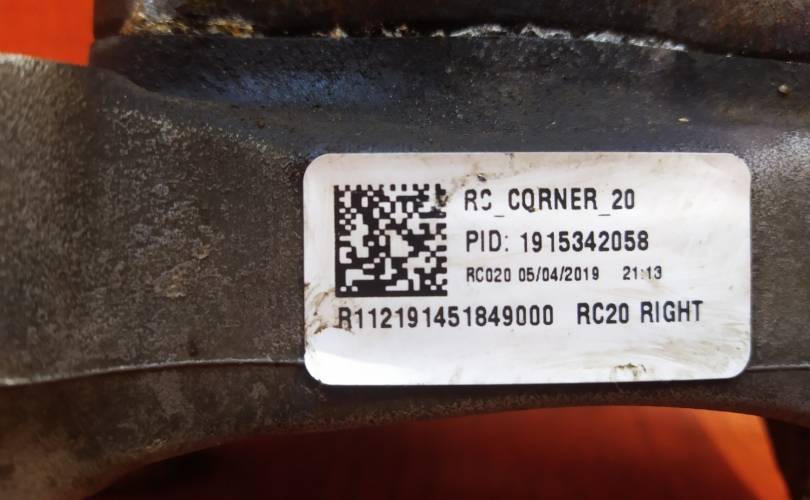 RC_CORNER_20
PID: 1915342058
RC020 05/04/2019 21:13
R112191451849000 RC20 RIGHT